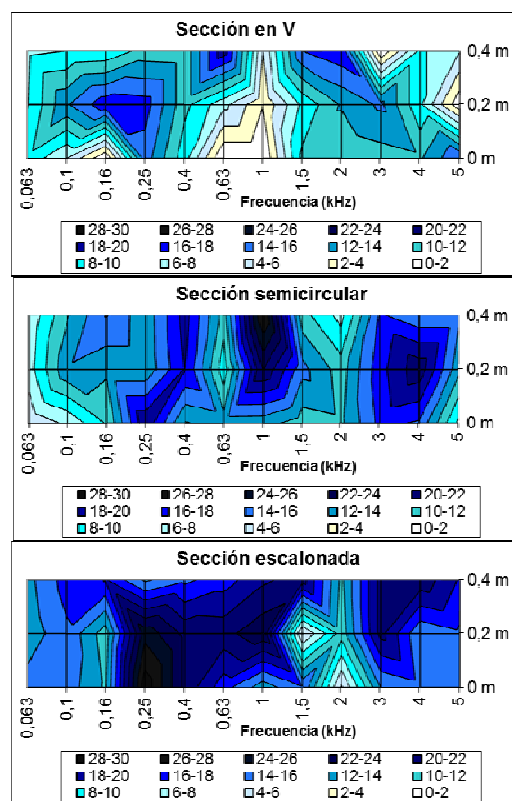 Sección en V
0,4 m
0,2 m
0 m
0,063 0,1 0,16 0,25 0,4 0,63 1 1,5 2 3 4 5
Frecuencia (kHz)
28-30 26-28 24-26 22-24 20-22
18-20 16-18 14-16 12-14 10-12
8-10 6-8 4-6 2-4 0-2
Sección semicircular
0,4 m
0,2 m
0 m
0,063 0,1 0,16 0,25 0,4 0,63 1 1,5 2 3 4 5
Frecuencia (kHz)
28-30 26-28 24-26 22-24 20-22
18-20 16-18 14-16 12-14 10-12
8-10 6-8 4-6 2-4 0-2
Sección escalonada
0,4 m
0,2 m
0 m
0,063 0,1 0,16 0,25 0,4 0,63 1 1,5 2 3 4 5
Frecuencia (kHz)
28-30 26-28 24-26 22-24 20-22
18-20 16-18 14-16 12-14 10-12
8-10 6-8 4-6 2-4 0-2